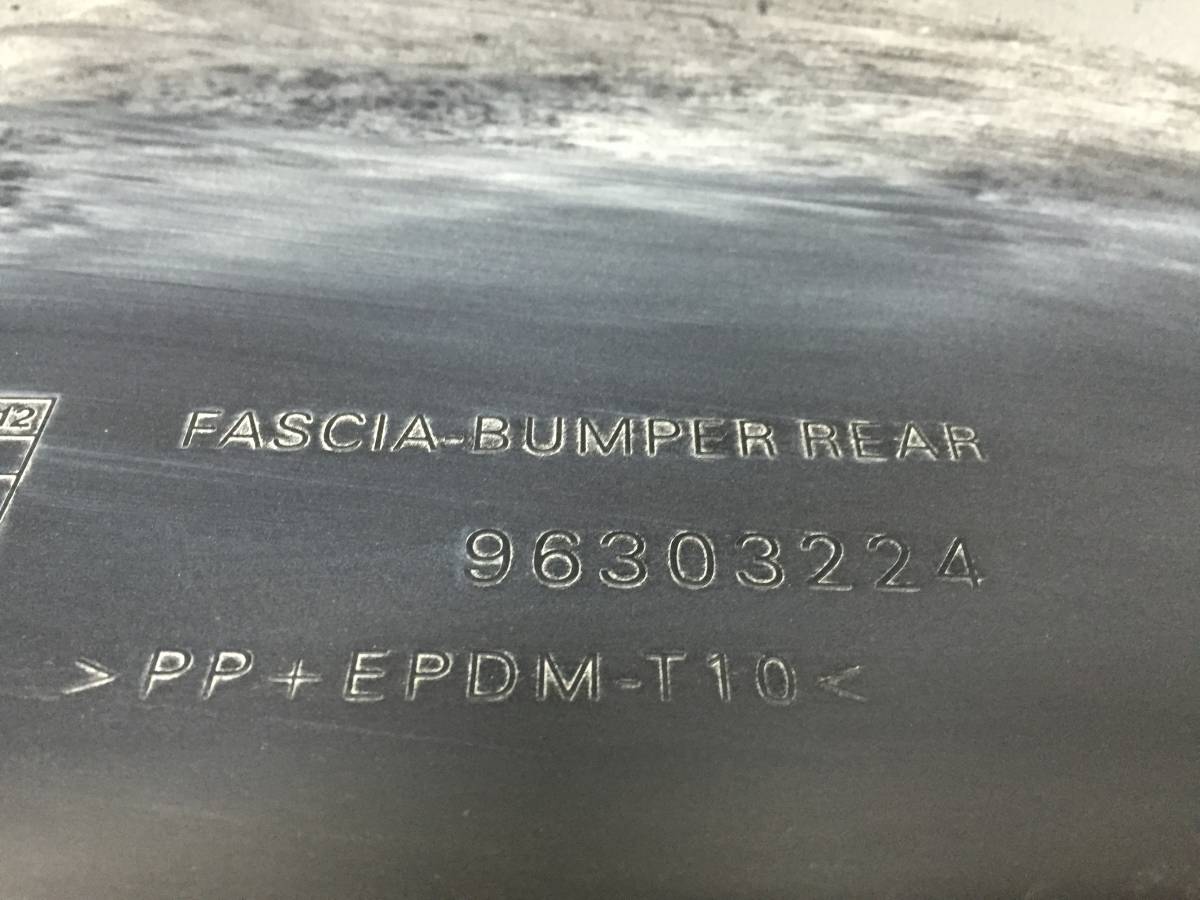 12
FASCIA-BUMPER REAR
96303224
>PP+EPDM-T10<